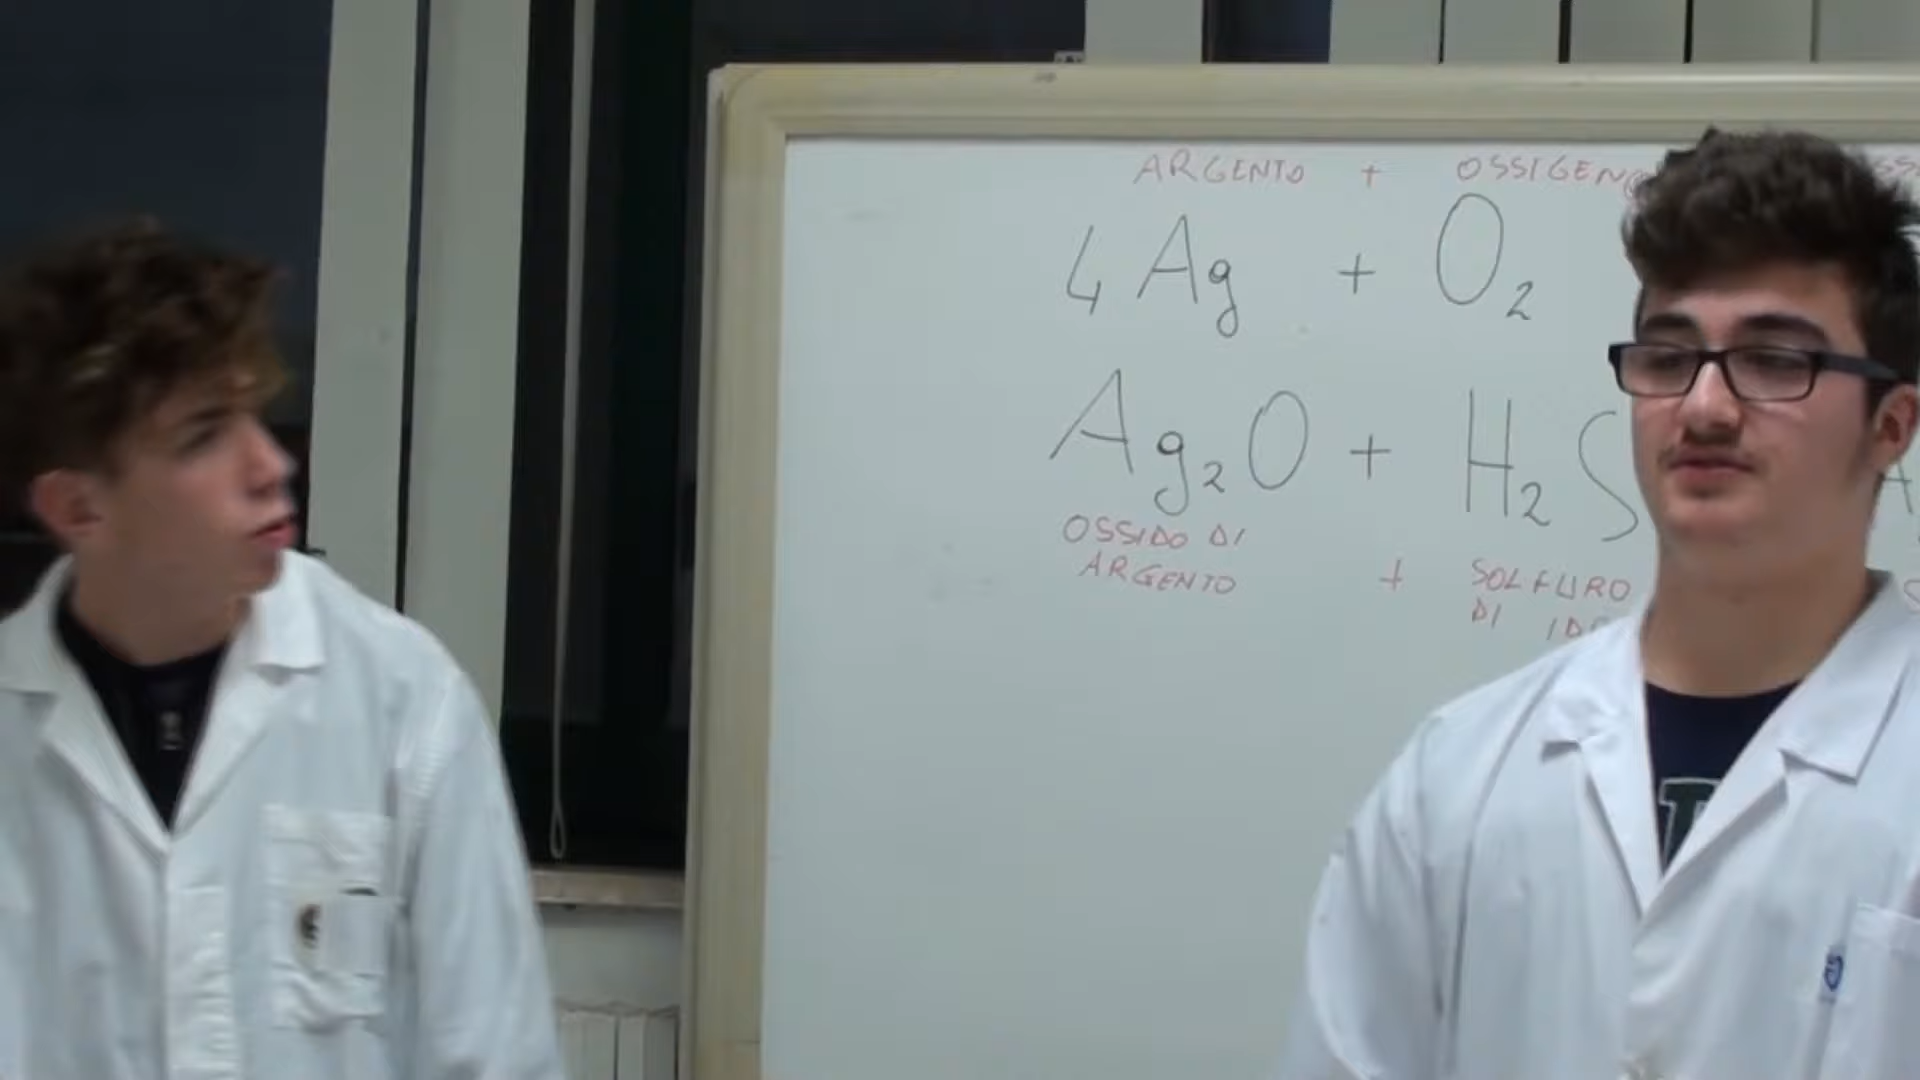 ARGENTO + OSSIGENO
4 Ag + O₂
Ag₂O + H₂S
OSSIDO DI
ARGENTO + SOLFURO
DI